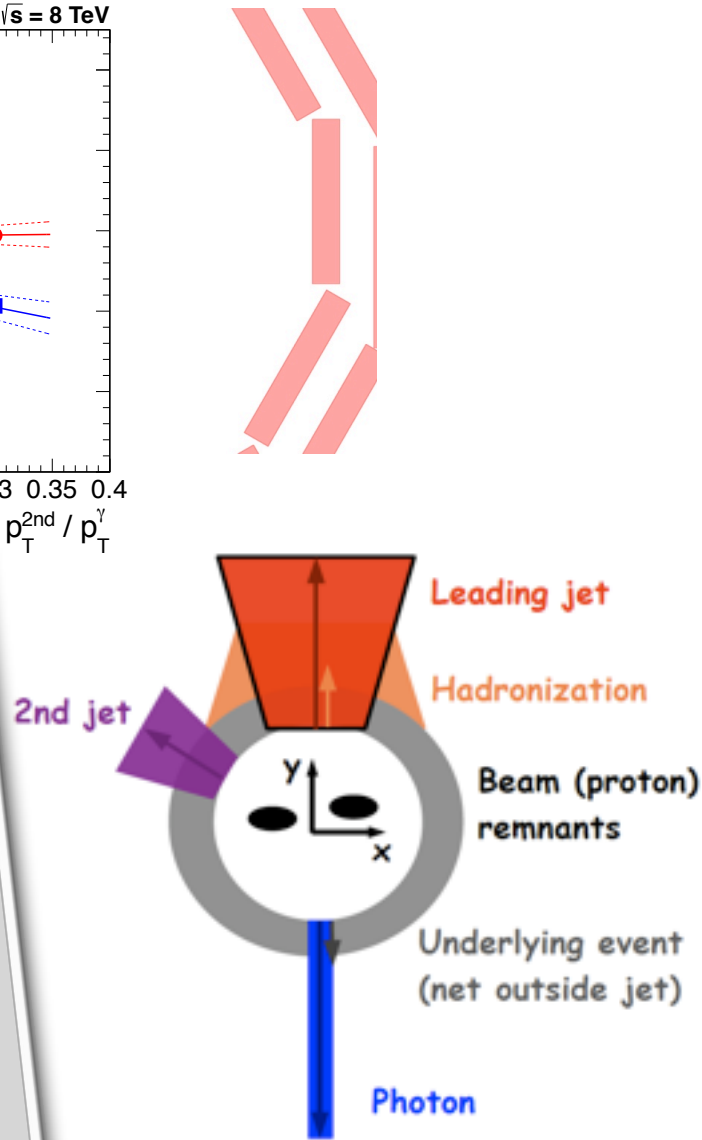 √s = 8 TeV
3 0.35 0.4
p_T^2nd / p_T^γ
Leading jet
Hadronization
2nd jet
y
x
Beam (proton)
remnants
Underlying event
(net outside jet)
Photon